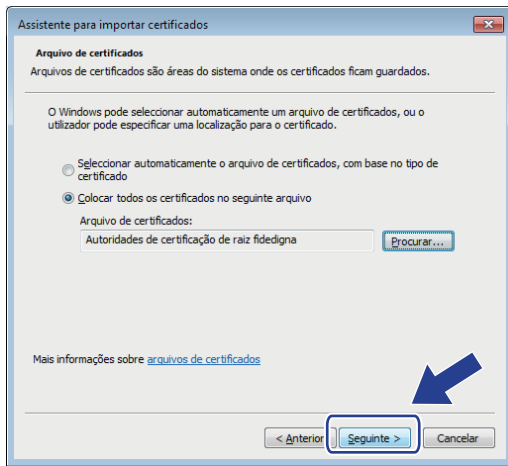 Assistente para importar certificados
Arquivo de certificados
Arquivos de certificados são áreas do sistema onde os certificados ficam guardados.
O Windows pode seleccionar automaticamente um arquivo de certificados, ou o
utilizador pode especificar uma localização para o certificado.
Seleccionar automaticamente o arquivo de certificados, com base no tipo de
certificado
Colocar todos os certificados no seguinte arquivo
Arquivo de certificados:
Autoridades de certificação de raiz fidedigna
Procurar...
Mais informações sobre arquivos de certificados
< Anterior
Seguinte >
Cancelar